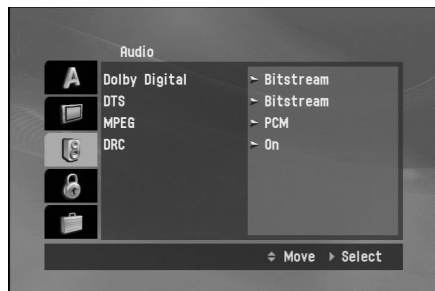 Audio
A
Dolby Digital ► Bitstream
DTS ► Bitstream
MPEG ► PCM
DRC ► On
Move ► Select